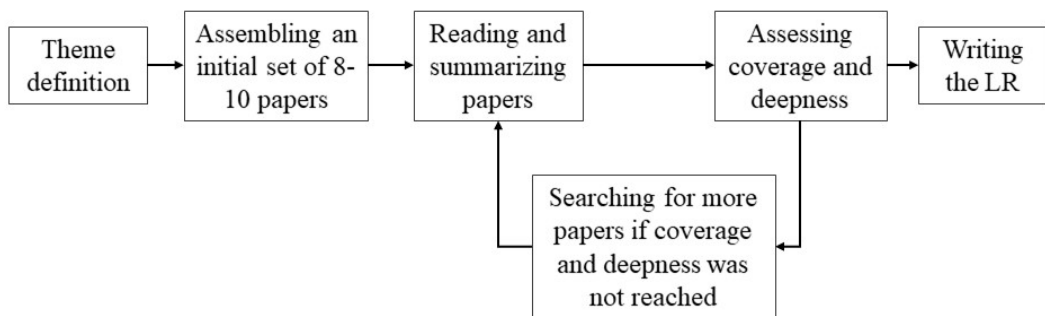 Theme
definition
Assembling an
initial set of 8-
10 papers
Reading and
summarizing
papers
Assessing
coverage and
deepness
Writing
the LR
Searching for more
papers if coverage
and deepness was
not reached